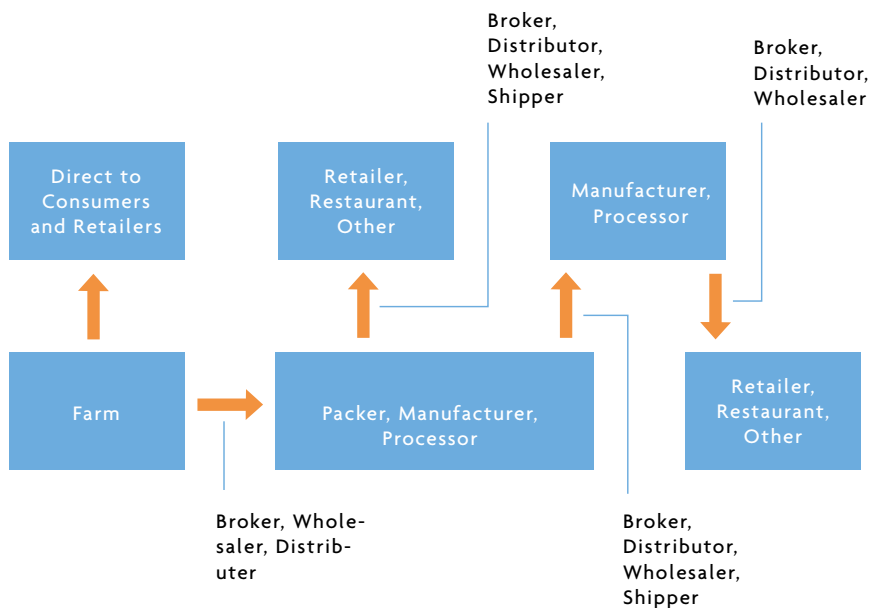 Broker,
Distributor,
Wholesaler,
Shipper
Broker,
Distributor,
Wholesaler
Direct to
Consumers
and Retailers
Retailer,
Restaurant,
Other
Manufacturer,
Processor
Farm
Packer, Manufacturer,
Processor
Retailer,
Restaurant,
Other
Broker, Whole-
saler, Distrib-
uter
Broker,
Distributor,
Wholesaler,
Shipper